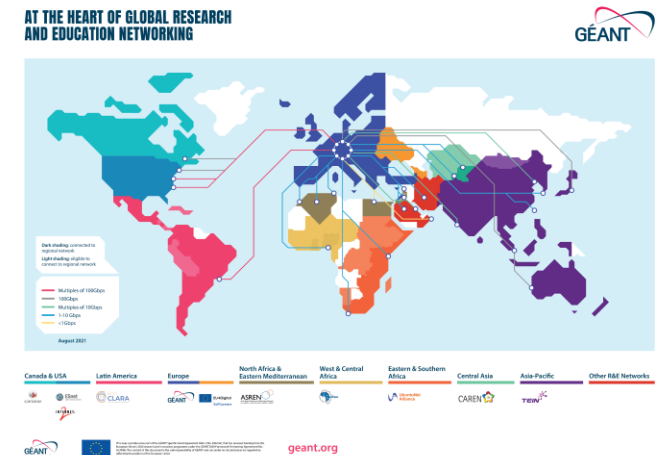 AT THE HEART OF GLOBAL RESEARCH
AND EDUCATION NETWORKING
GÉANT
Dark shading: connected to
regional network
Light shading: eligible to
connect to regional network
Multiples of 100Gbps
100Gbps
Multiples of 10Gbps
1-10 Gbps
<1Gbps
August 2021
Canada & USA
Latin America
Europe
North Africa &
Eastern Mediterranean
West & Central
Africa
Eastern & Southern
Africa
Central Asia
Asia-Pacific
Other R&E Networks
ESnet
CLARA
GÉANT
ASREN
UbuntuNet
Alliance
CAREN
TEIN
GÉANT
geant.org